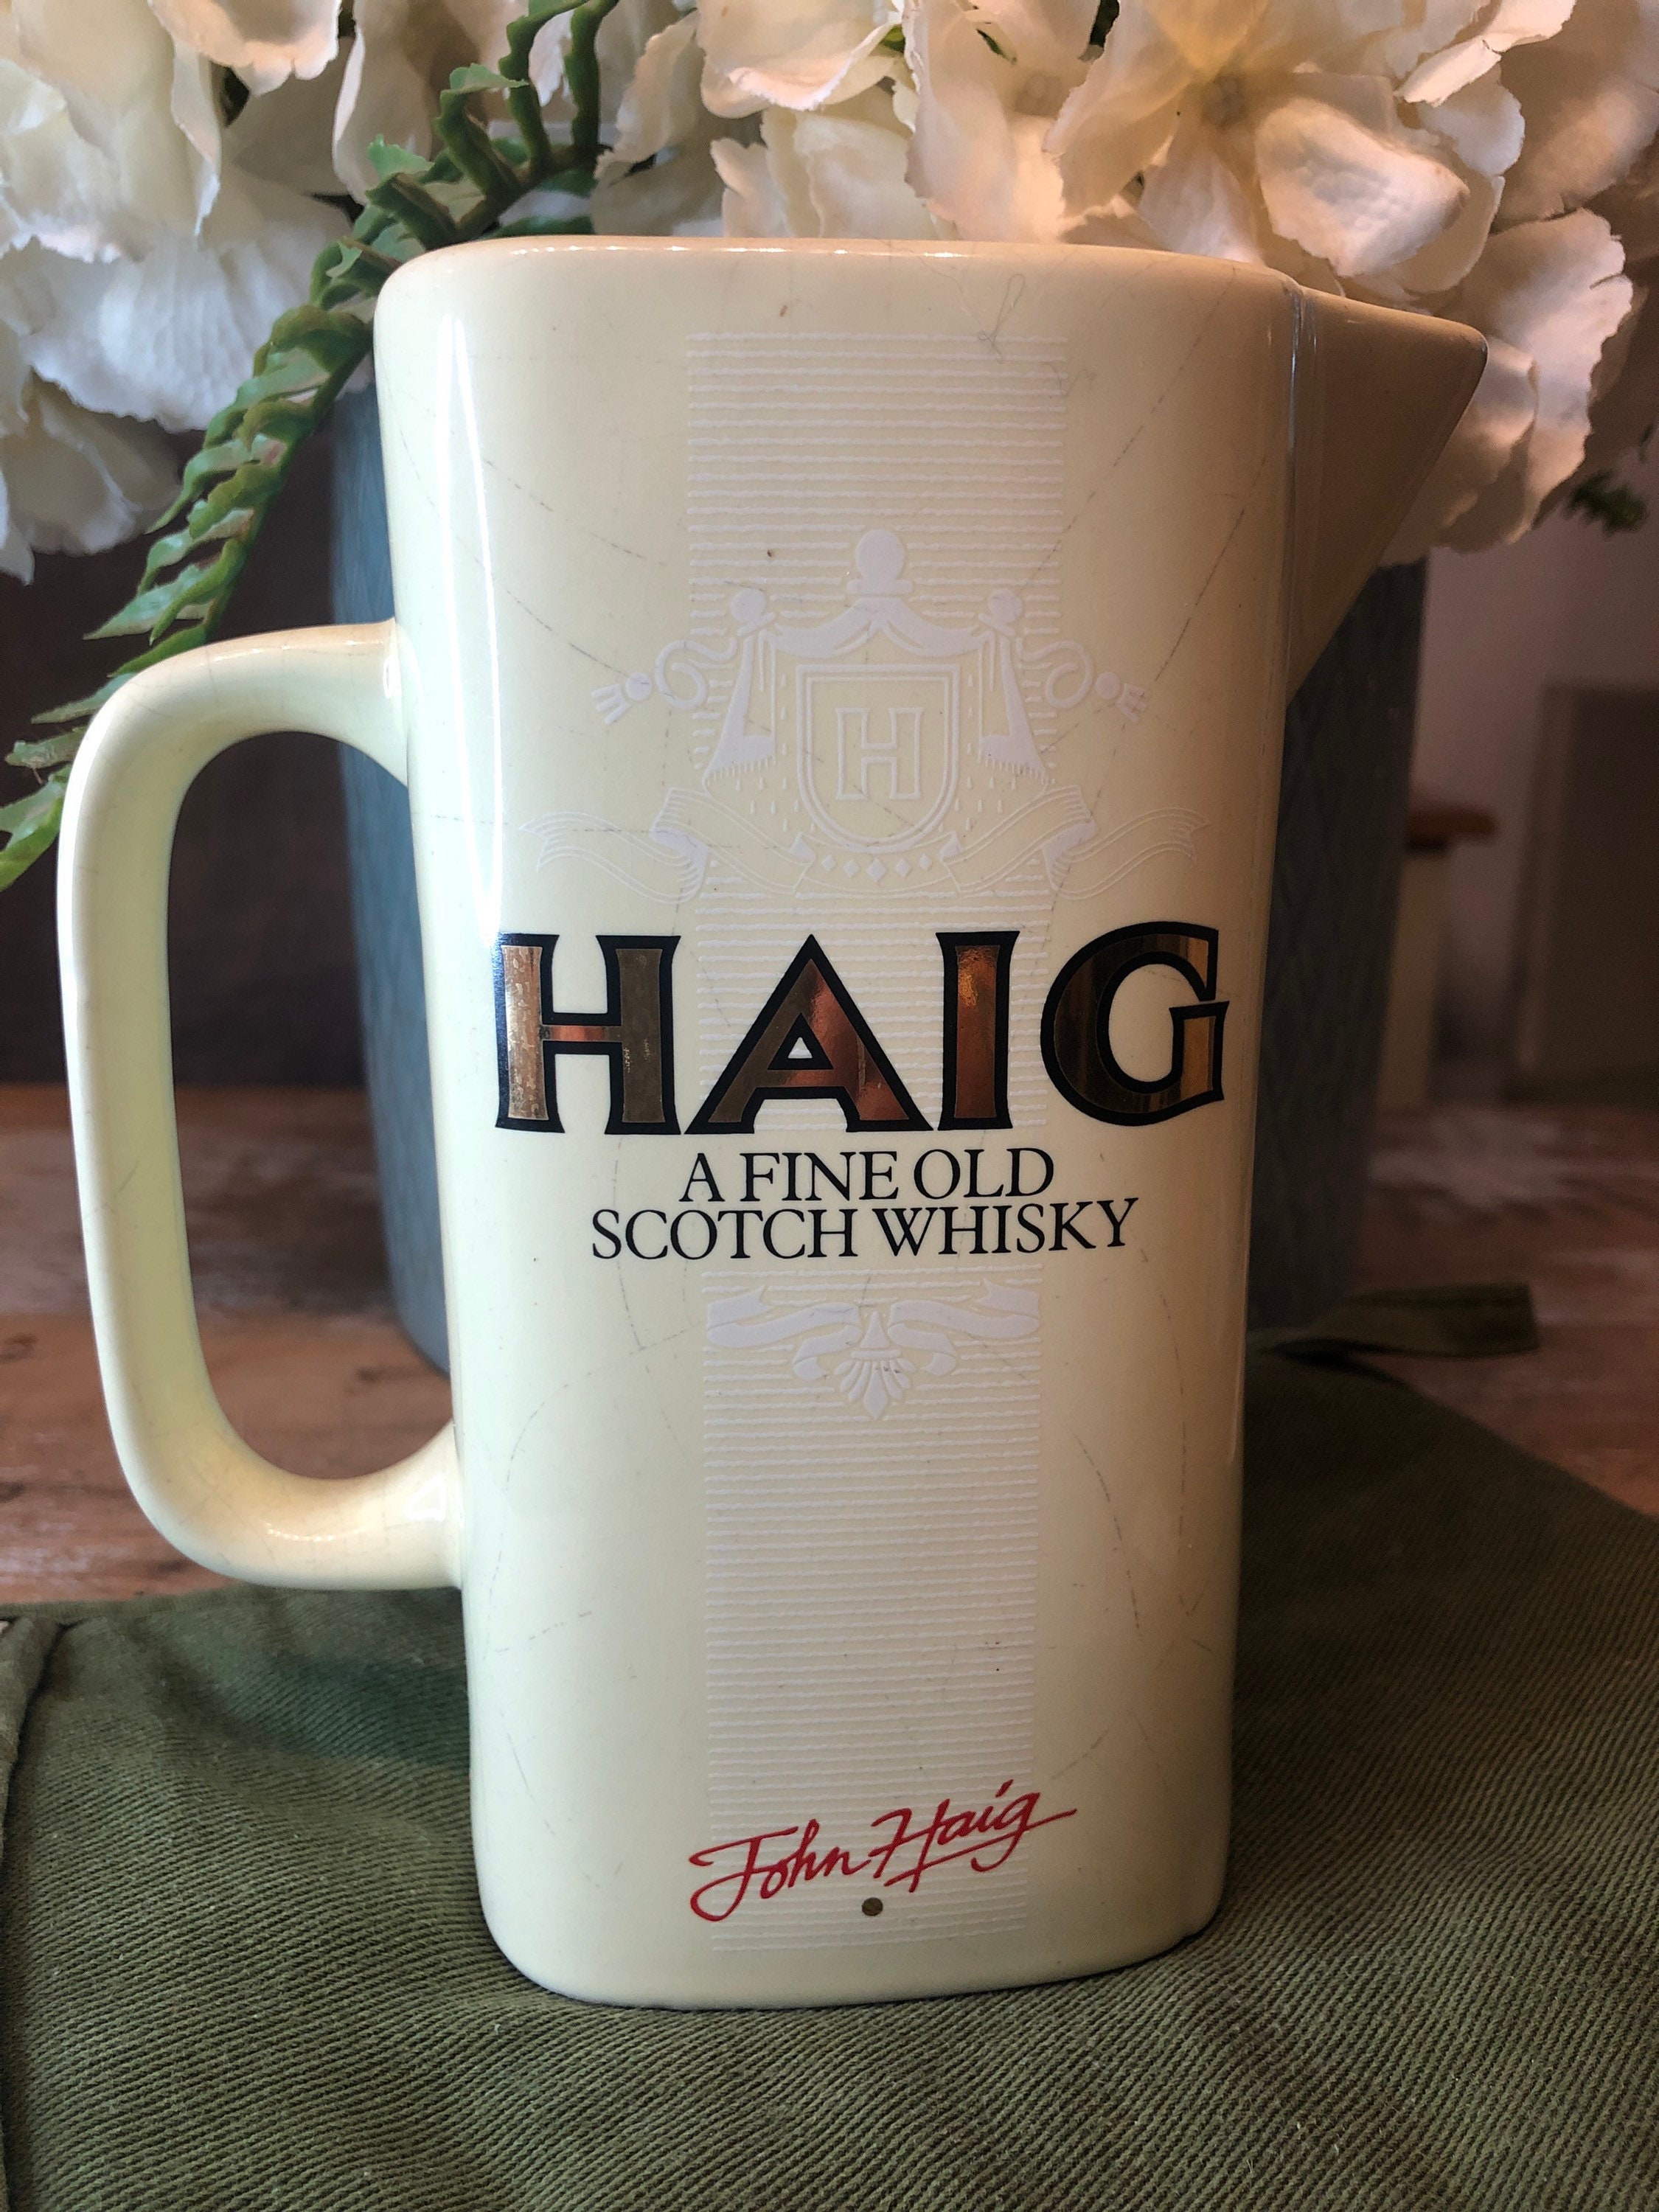 H
HAIG
A FINE OLD
SCOTCH WHISKY
John Haig